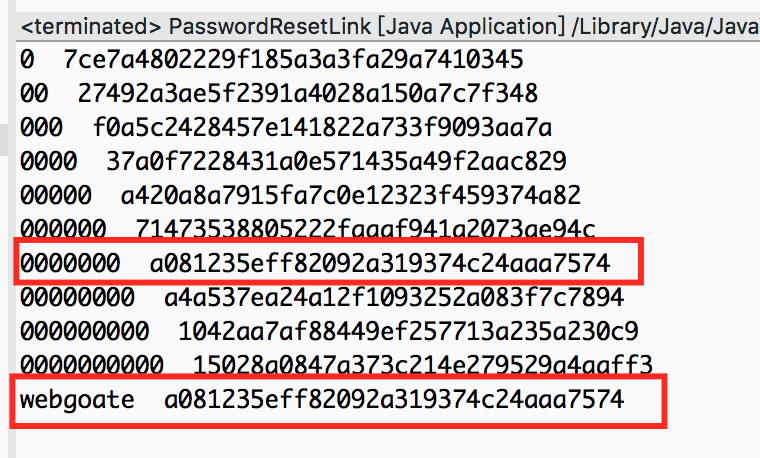 <terminated> PasswordResetLink [Java Application] /Library/Java/Java
0 7ce7a4802229f185a3a3fa29a7410345
00 27492a3ae5f2391a4028a150a7c7f348
000 f0a5c2428457e141822a733f9093aa7a
0000 37a0f7228431a0e571435a49f2aac829
00000 a420a8a7915fa7c0e12323f459374a82
000000 71473538805222faaaf941a2073ae94c
0000000 a081235eff82092a319374c24aaa7574
00000000 a4a537ea24a12f1093252a083f7c7894
000000000 1042aa7af88449ef257713a235a230c9
0000000000 15028a0847a373c214e279529a4aaff3
webgoate a081235eff82092a319374c24aaa7574